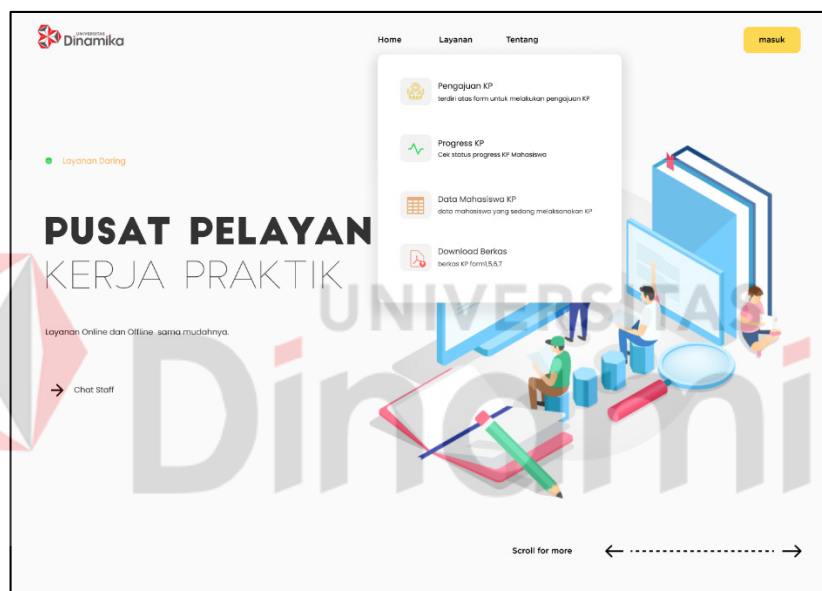 UNIVERSITAS
Dinamika
Home Layanan Tentang
masuk
Pengajuan KP
terdiri atas form untuk melakukan pengajuan KP
Progress KP
Cek status progress KP Mahasiswa
Data Mahasiswa KP
data mahasiswa yang sedang melaksanakan KP
Download Berkas
berkas KP form1,5,6,7
Layanan Daring
PUSAT PELAYAN
KERJA PRAKTIK
Layanan Online dan Offline sama mudahnya.
Chat Staff
Scroll for more
UNIVERSITAS
Dinami